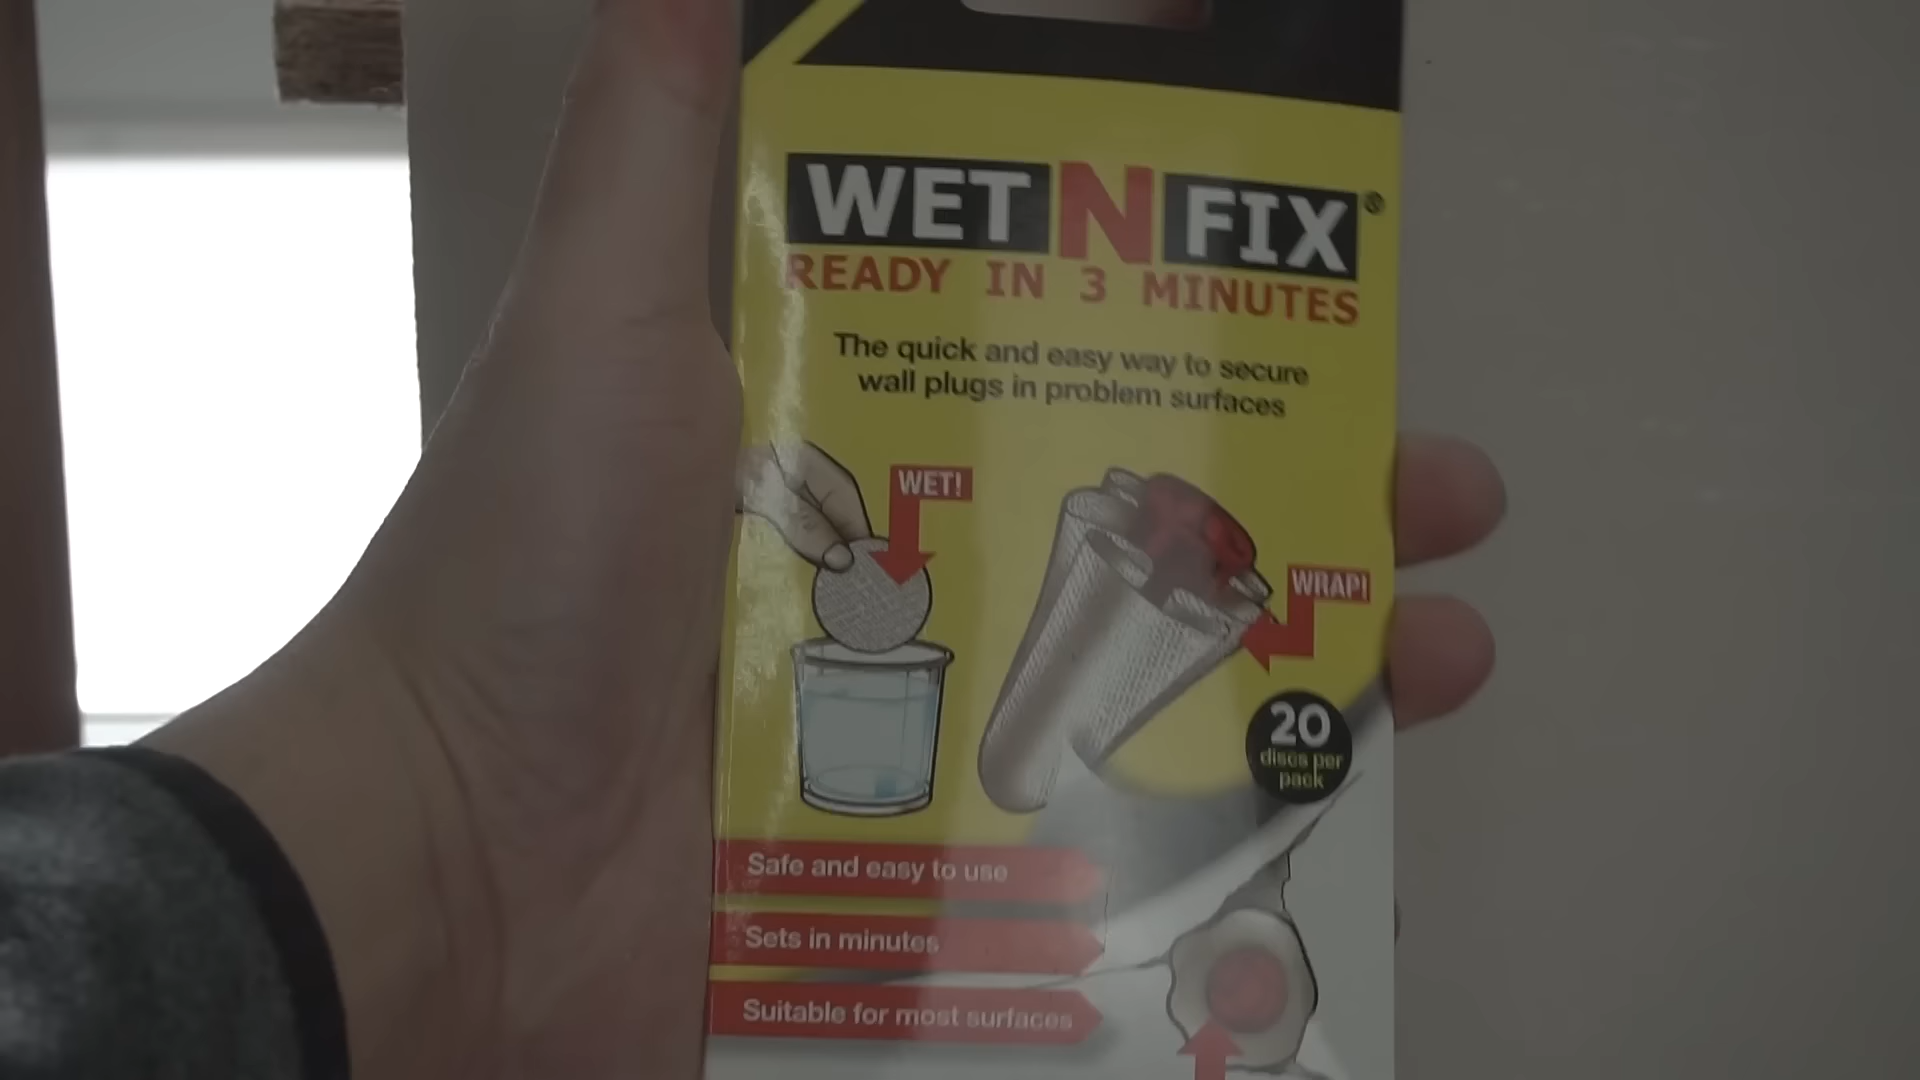 WET N FIX®
READY IN 3 MINUTES
The quick and easy way to secure
wall plugs in problem surfaces
WET!
WRAP!
20
discs per
pack
Safe and easy to use
Sets in minutes
Suitable for most surfaces